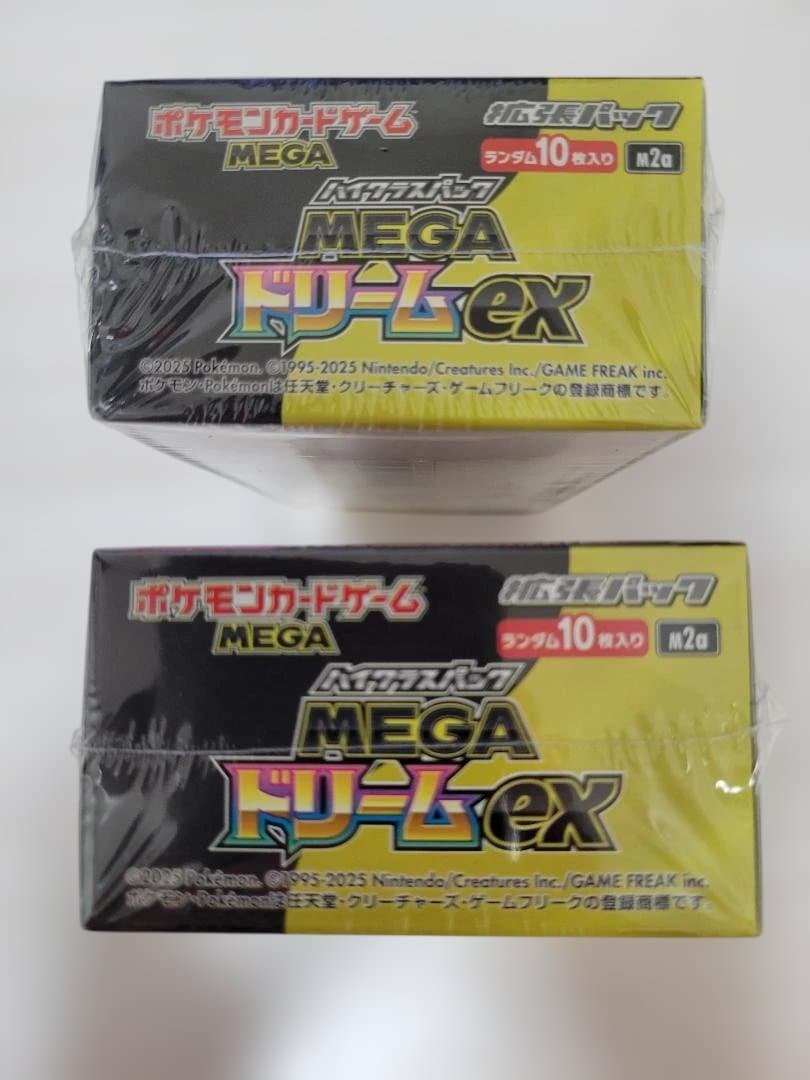 ポケモンカードゲーム
MEGA
拡張パック
ランダム10枚入り
M2a
ハイクラスパック
MEGA
ドリームex
©2025 Pokémon. ©1995-2025 Nintendo/Creatures Inc./GAME FREAK inc.
ポケモン・Pokémonは任天堂・クリーチャーズ・ゲームフリークの登録商標です。
ポケモンカードゲーム
MEGA
拡張パック
ランダム10枚入り
M2a
ハイクラスパック
MEGA
ドリームex
©2025 Pokémon. ©1995-2025 Nintendo/Creatures Inc./GAME FREAK inc.
ポケモン・Pokémonは任天堂・クリーチャーズ・ゲームフリークの登録商標です。